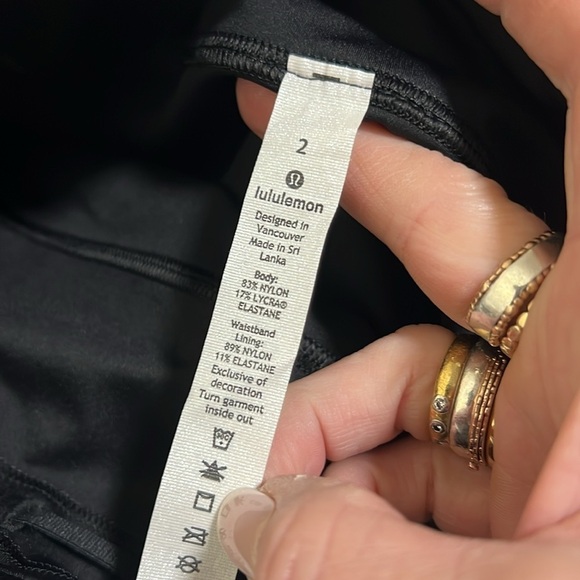 2
lululemon
Designed in
Vancouver
Made in Sri
Lanka
Body:
83% NYLON
17% LYCRA®
ELASTANE
Waistband
Lining:
89% NYLON
11% ELASTANE
Exclusive of
decoration
Turn garment
inside out